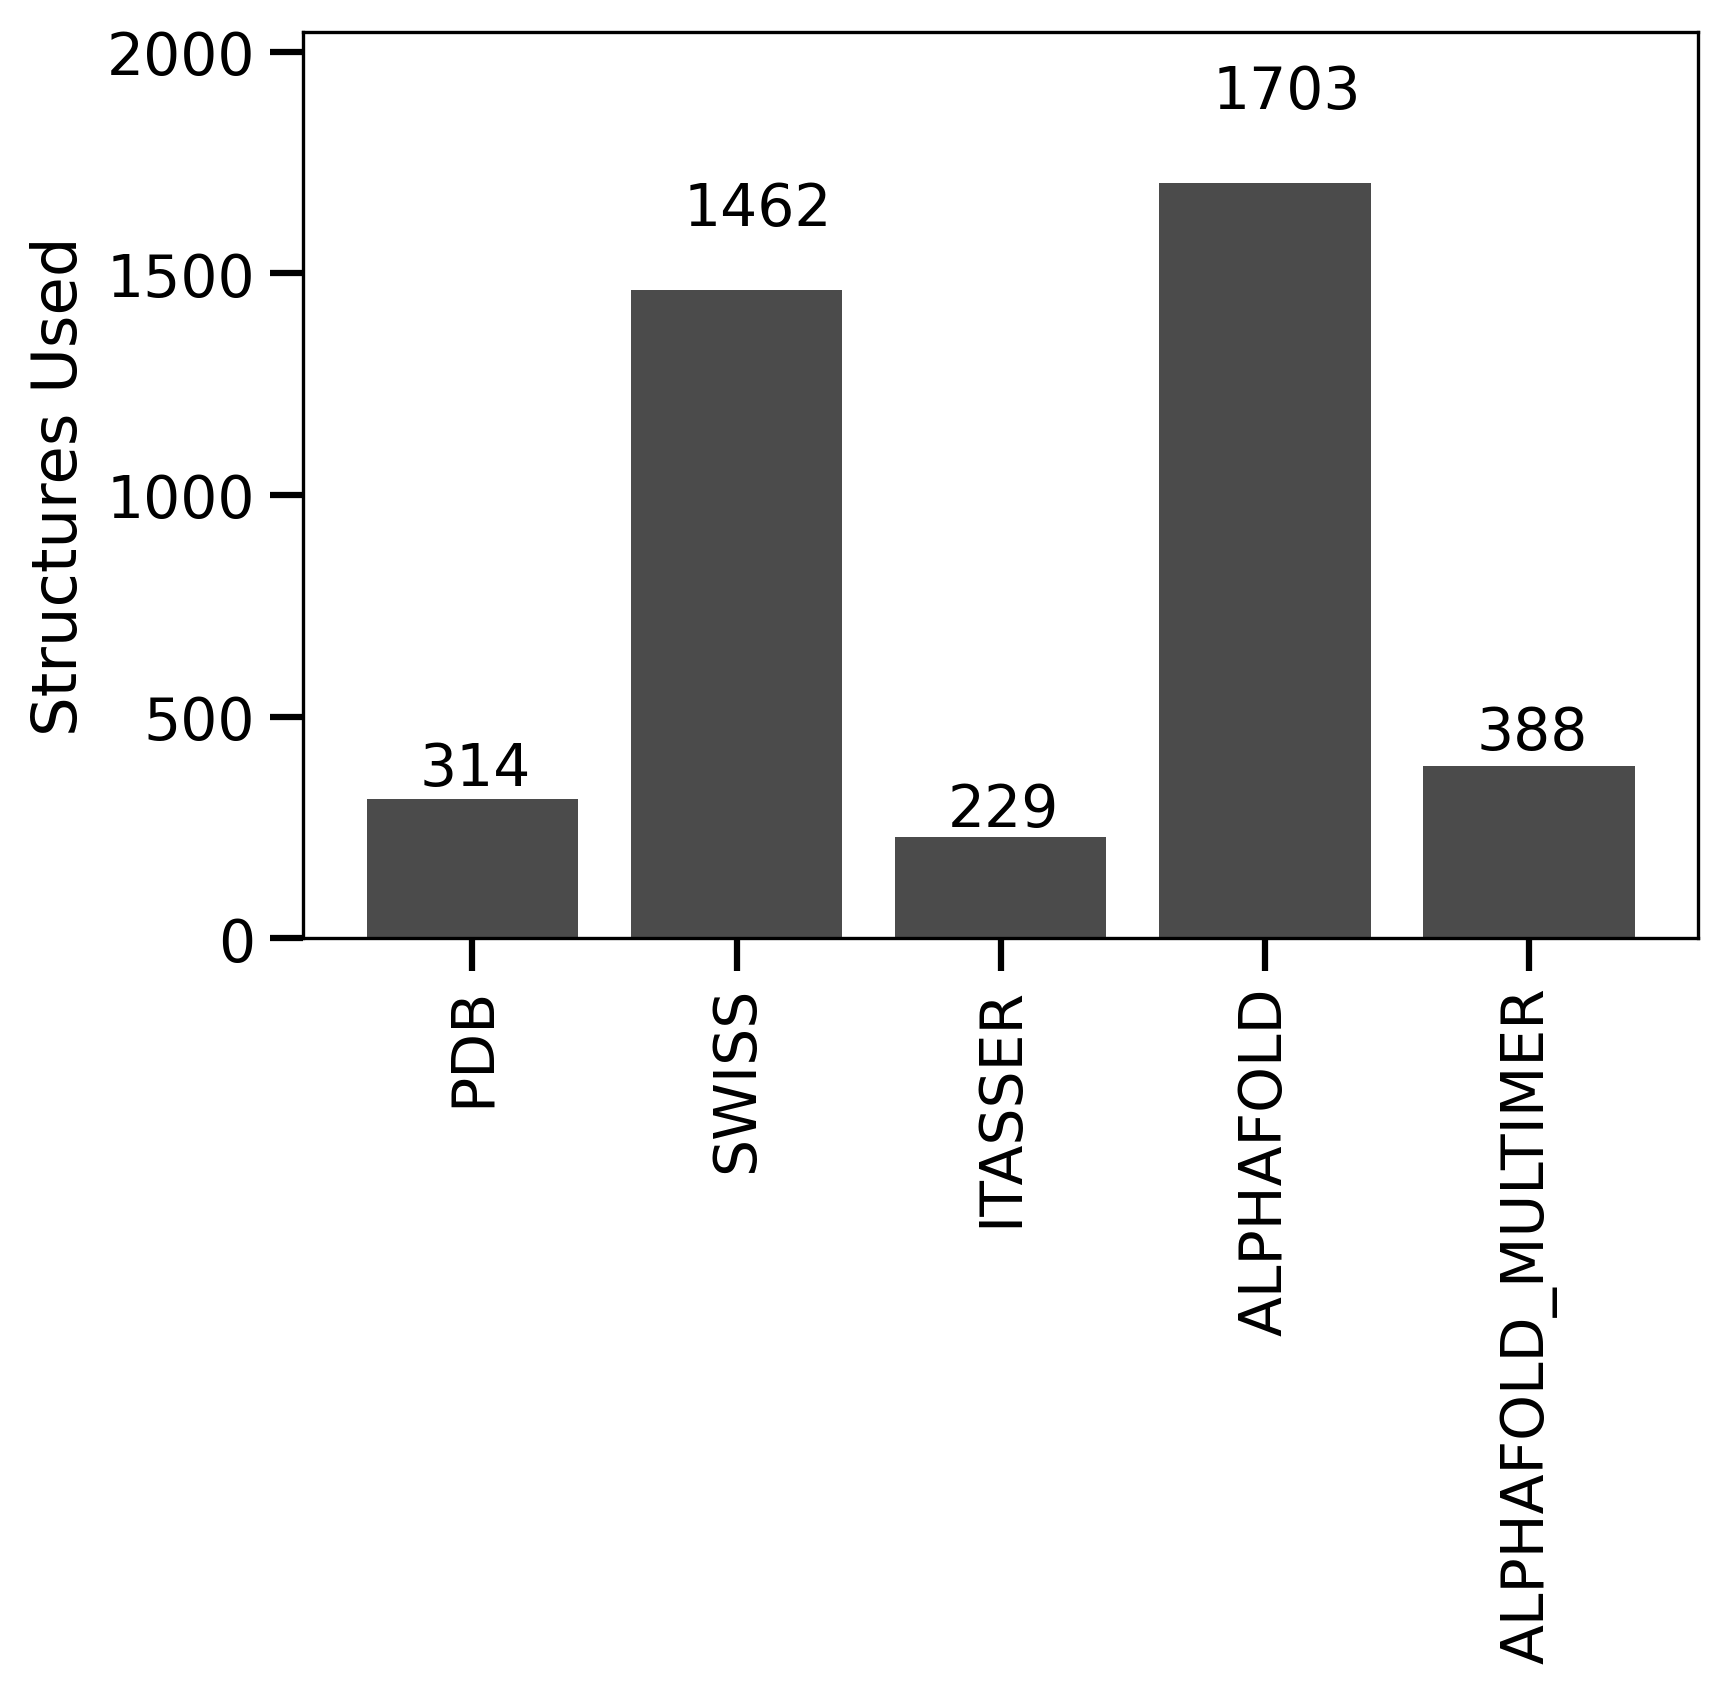 Structures Used
2000
1500
1000
500
0
314
1462
229
1703
388
PDB
SWISS
ITASSER
ALPHAFOLD
ALPHAFOLD_MULTIMER